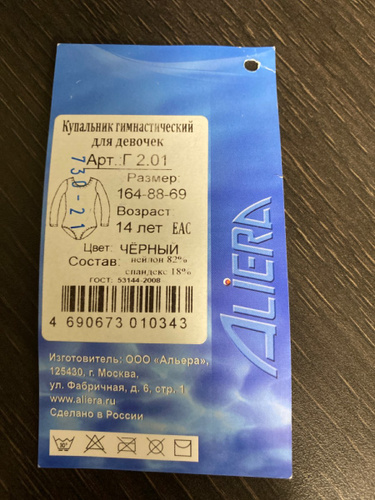 Купальник гимнастический
для девочек
Арт.:Г 2.01
730-21
Размер:
164-88-69
Возраст:
14 лет ЕАС
Цвет: ЧЁРНЫЙ
Состав: нейлон 82%
спандекс 18%
ГОСТ: 53144-2008
4 690673 010343
ALIERA
Изготовитель: ООО «Альера»,
125430, г. Москва,
ул. Фабричная, д. 6, стр. 1
www.aliera.ru
Сделано в России
30°